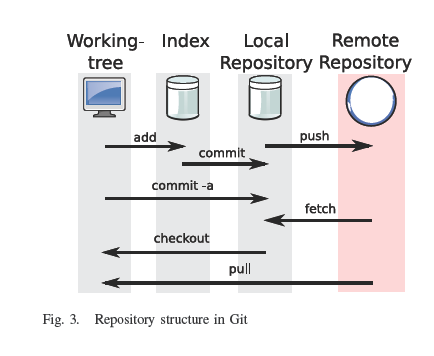 Working-
tree
Index
Local
Repository
Remote
Repository
add
push
commit
commit -a
fetch
checkout
pull
Fig. 3. Repository structure in Git